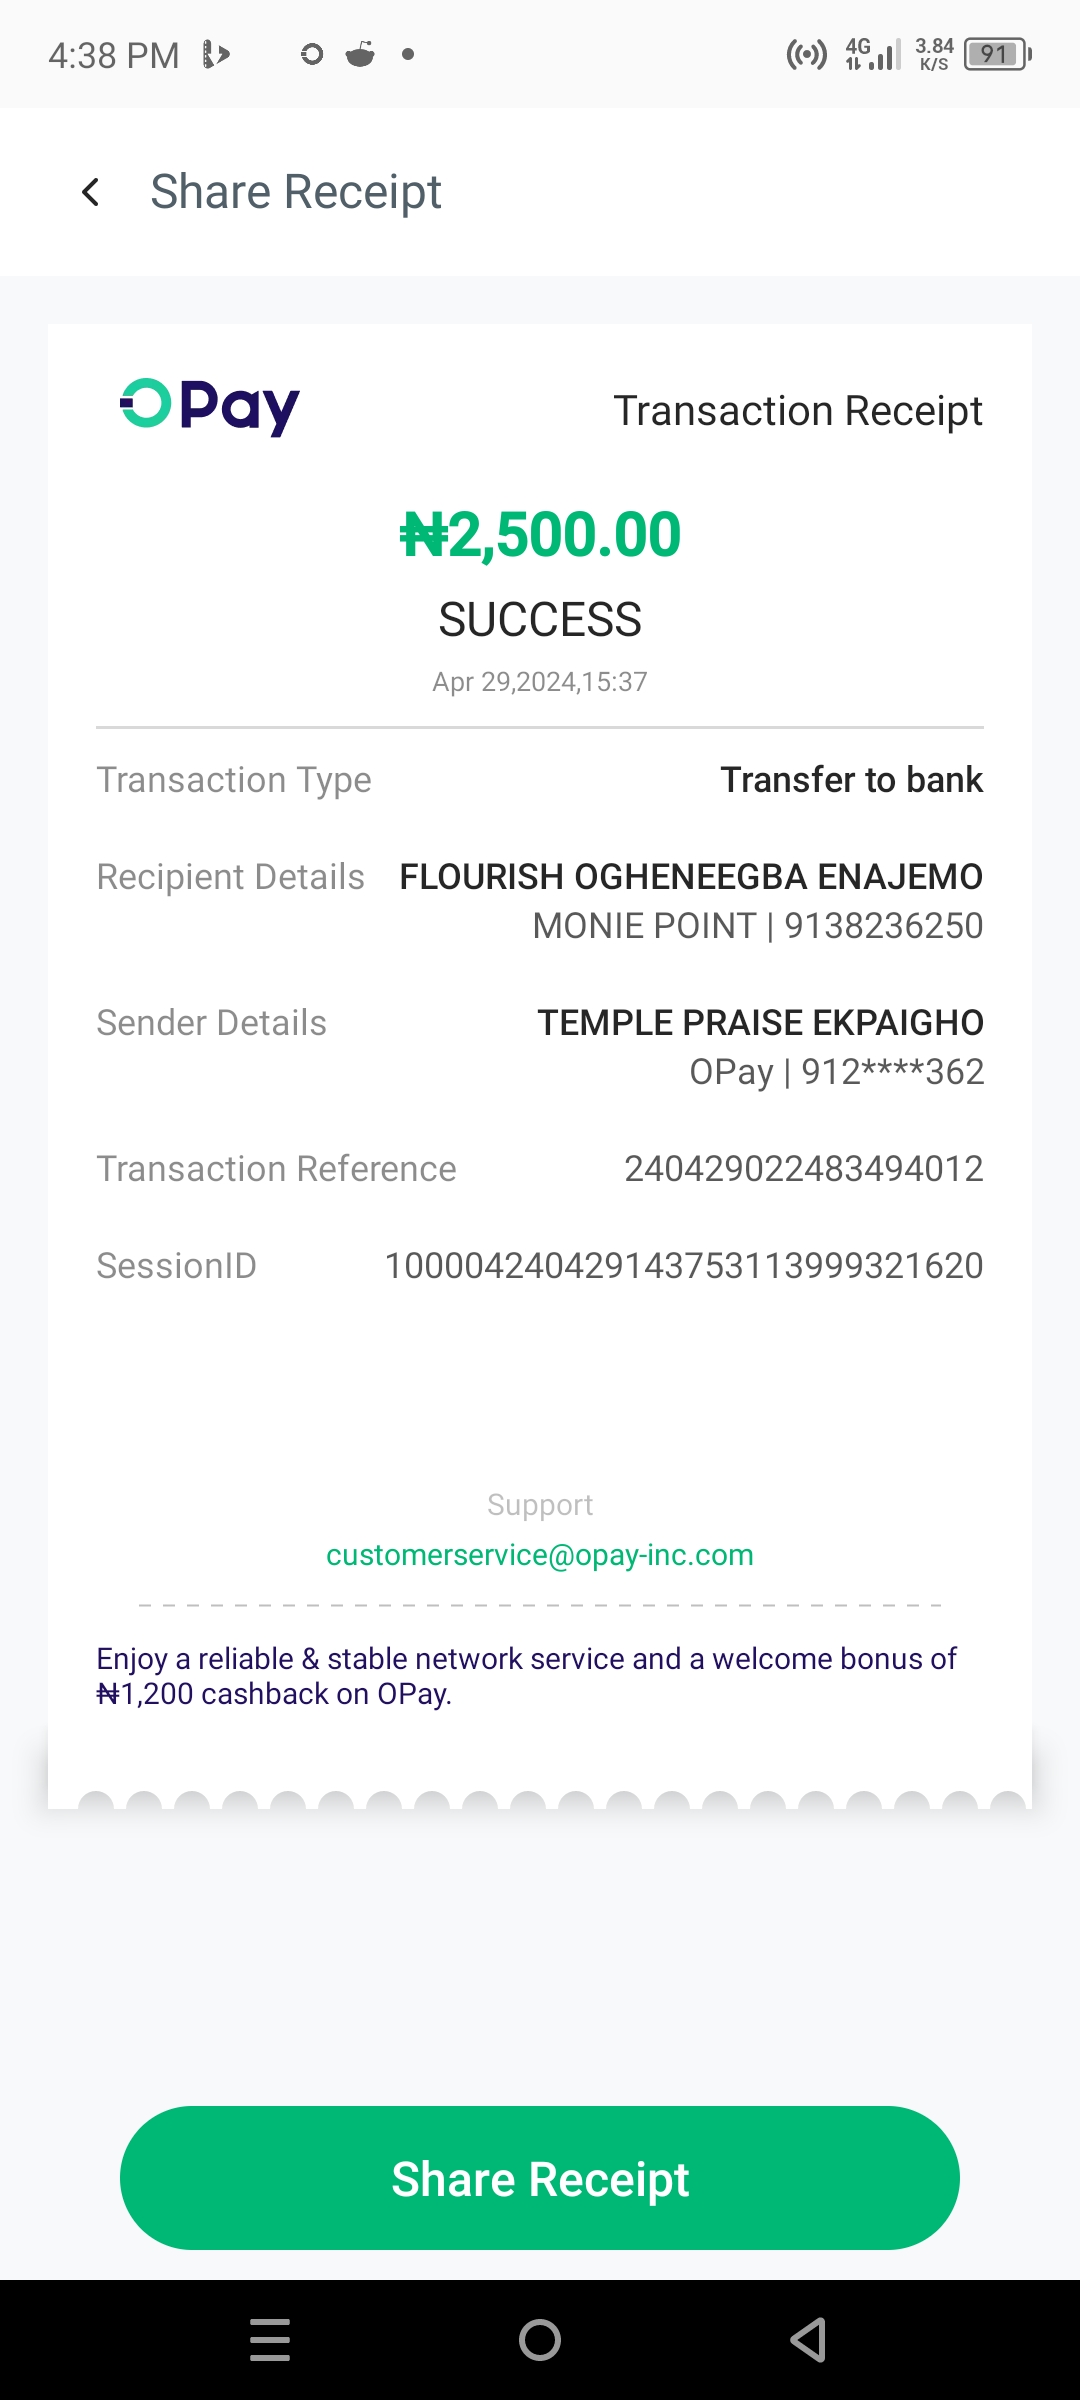 4:38 PM 4G 3.84 K/S 91
Share Receipt
OPay Transaction Receipt
₦2,500.00
SUCCESS
Apr 29,2024,15:37
Transaction Type Transfer to bank
Recipient Details FLOURISH OGHENEEGBA ENAJEMO
MONIE POINT | 9138236250
Sender Details TEMPLE PRAISE EKPAIGHO
OPay | 912****362
Transaction Reference 240429022483494012
SessionID 100004240429143753113999321620
Support
customerservice@opay-inc.com
Enjoy a reliable & stable network service and a welcome bonus of
₦1,200 cashback on OPay.
Share Receipt